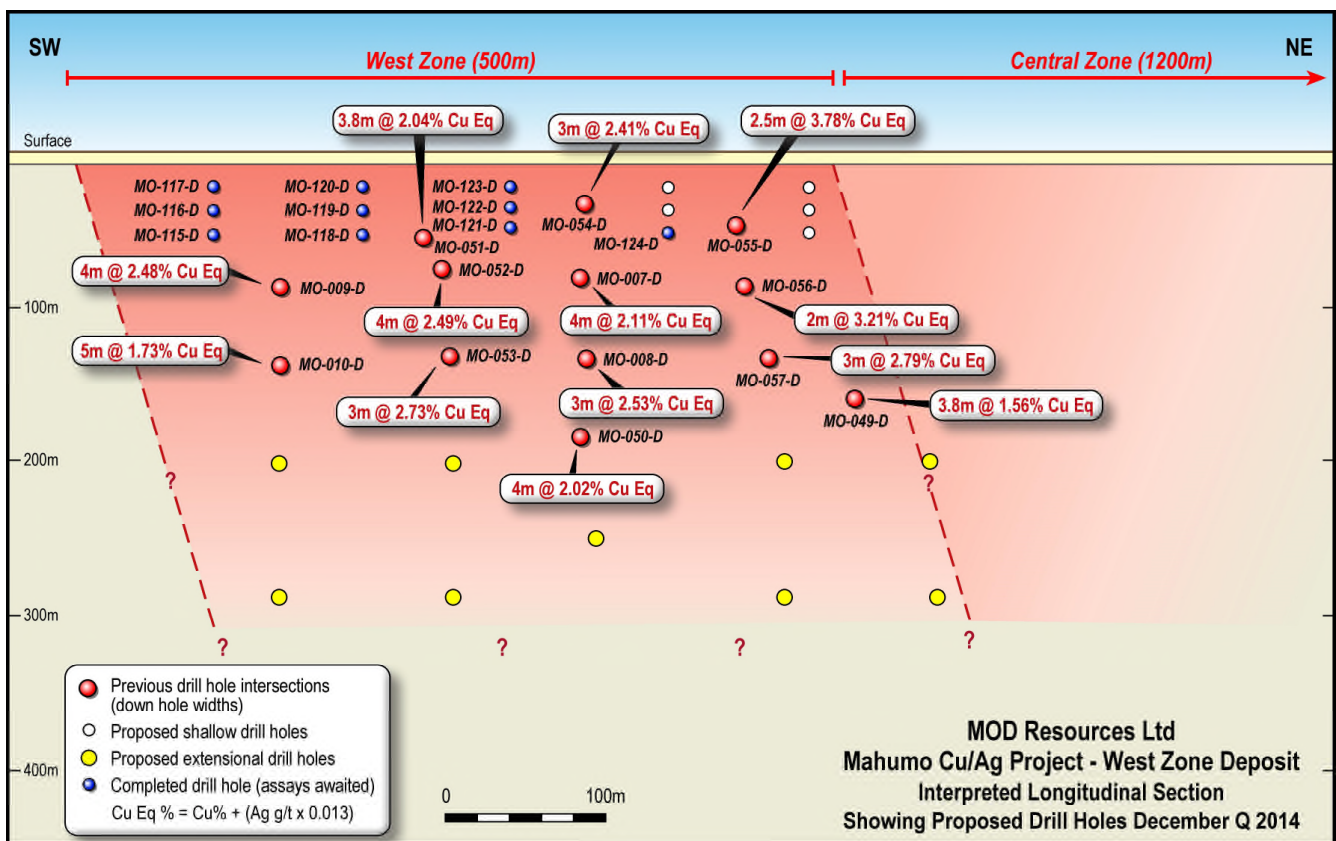 SW
NE
West Zone (500m)
Central Zone (1200m)
3.8m @ 2.04% Cu Eq
3m @ 2.41% Cu Eq
2.5m @ 3.78% Cu Eq
Surface
MO-117-D
MO-120-D
MO-123-D
MO-116-D
MO-119-D
MO-122-D
MO-054-D
MO-115-D
MO-118-D
MO-121-D
MO-051-D
MO-124-D
MO-055-D
4m @ 2.48% Cu Eq
MO-009-D
MO-052-D
MO-007-D
MO-056-D
100m
4m @ 2.49% Cu Eq
4m @ 2.11% Cu Eq
2m @ 3.21% Cu Eq
5m @ 1.73% Cu Eq
MO-010-D
MO-053-D
MO-008-D
MO-057-D
3m @ 2.79% Cu Eq
3m @ 2.73% Cu Eq
3m @ 2.53% Cu Eq
MO-049-D
3.8m @ 1.56% Cu Eq
MO-050-D
200m
?
4m @ 2.02% Cu Eq
?
300m
?
?
?
?
Previous drill hole intersections
(down hole widths)
Proposed shallow drill holes
Proposed extensional drill holes
Completed drill hole (assays awaited)
Cu Eq % = Cu% + (Ag g/t x 0.013)
400m
0
100m
MOD Resources Ltd
Mahumo Cu/Ag Project - West Zone Deposit
Interpreted Longitudinal Section
Showing Proposed Drill Holes December Q 2014